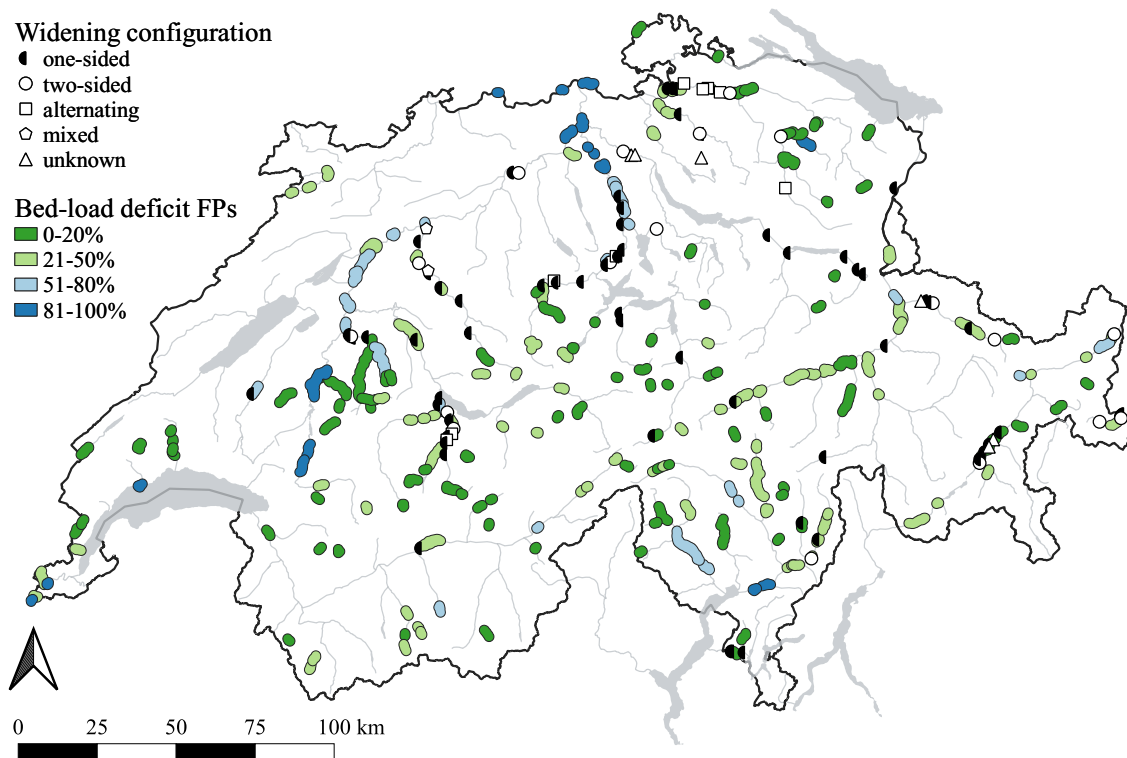 Widening configuration
one-sided
two-sided
alternating
mixed
unknown
Bed-load deficit FPs
0-20%
21-50%
51-80%
81-100%
0 25 50 75 100 km